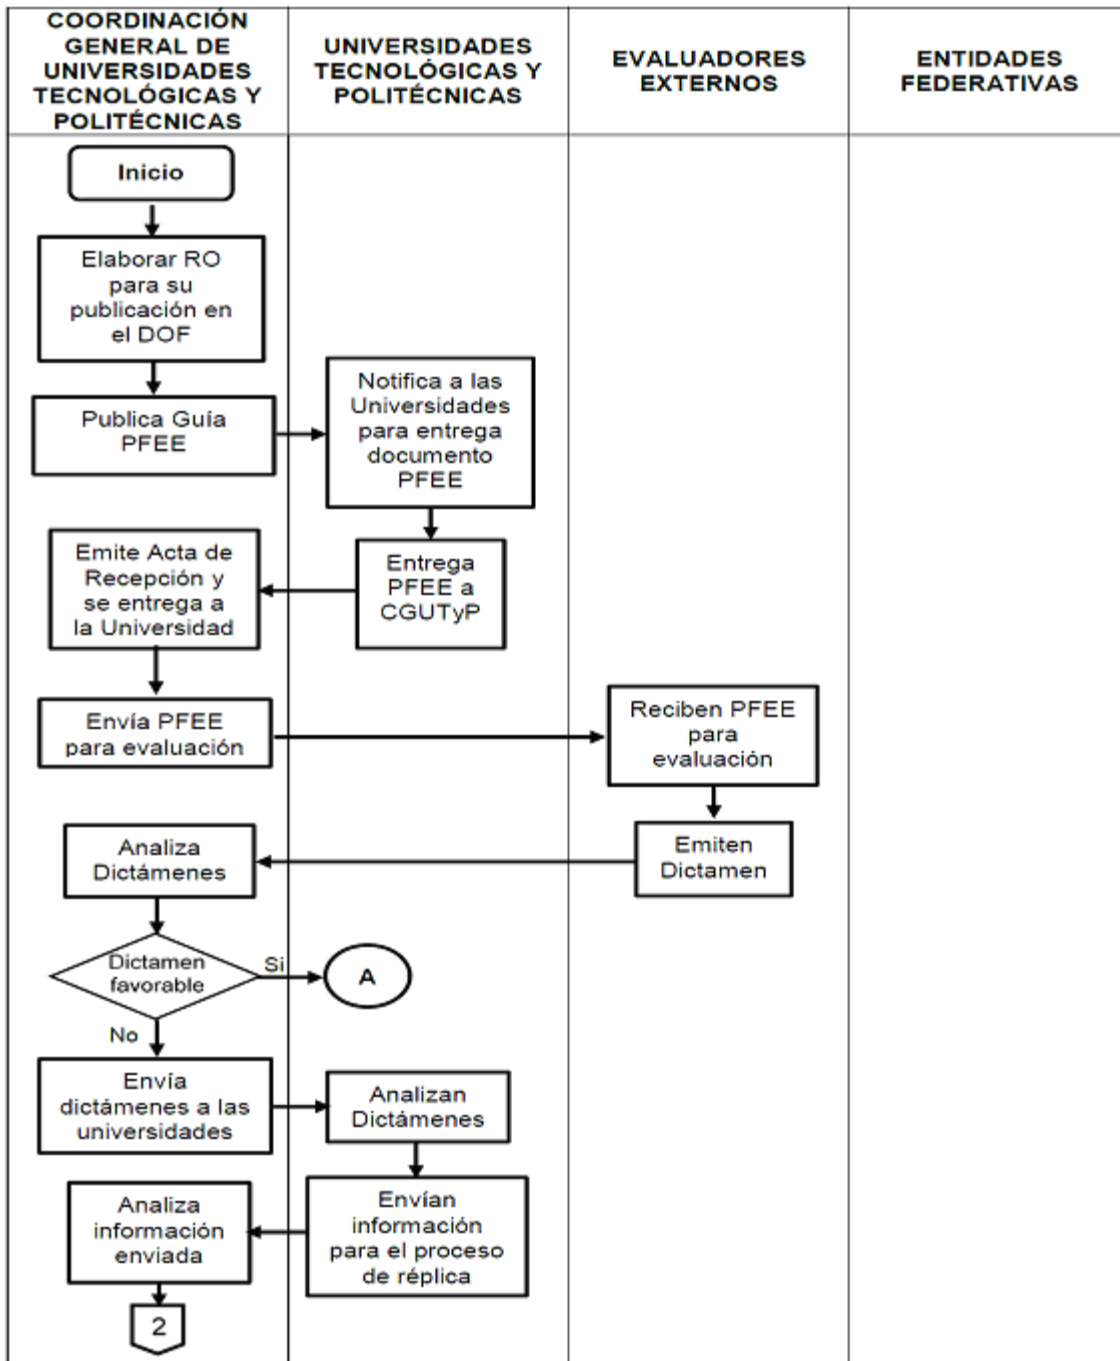 COORDINACIÓN
GENERAL DE
UNIVERSIDADES
TECNOLÓGICAS Y
POLITÉCNICAS
UNIVERSIDADES
TECNOLÓGICAS Y
POLITÉCNICAS
EVALUADORES
EXTERNOS
ENTIDADES
FEDERATIVAS
Inicio
Elaborar RO
para su
publicación en
el DOF
Publica Guía
PFEE
Notifica a las
Universidades
para entrega
documento
PFEE
Entrega
PFEE a
CGUTyP
Emite Acta de
Recepción y
se entrega a
la Universidad
Envía PFEE
para evaluación
Reciben PFEE
para
evaluación
Emiten
Dictamen
Analiza
Dictámenes
Dictamen
favorable
Si
A
No
Envía
dictámenes a las
universidades
Analizan
Dictámenes
Envían
información
para el proceso
de réplica
Analiza
información
enviada
2